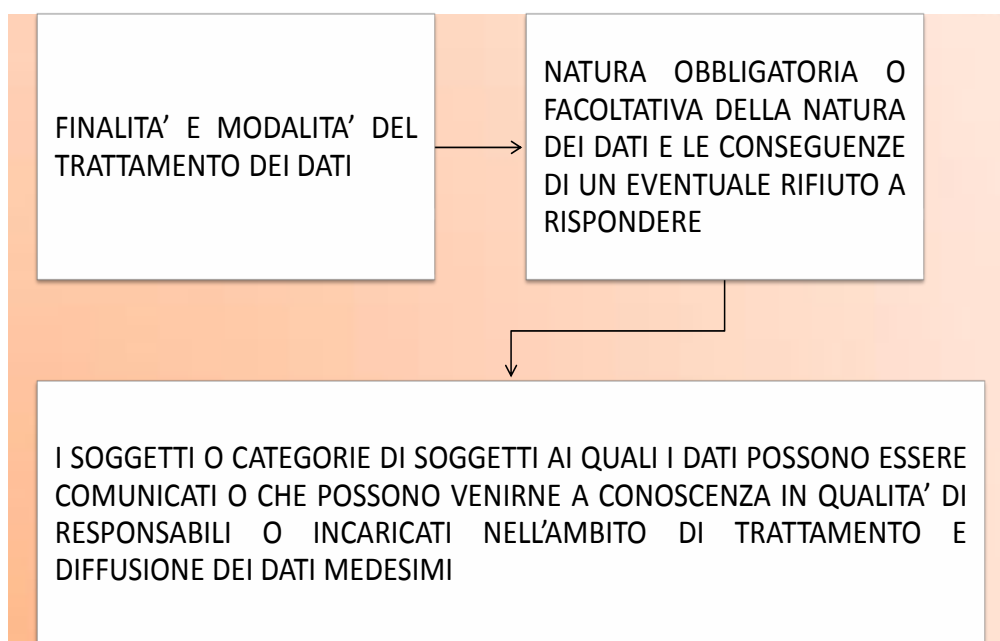 FINALITA’ E MODALITA’ DEL
TRATTAMENTO DEI DATI
NATURA OBBLIGATORIA O
FACOLTATIVA DELLA NATURA
DEI DATI E LE CONSEGUENZE
DI UN EVENTUALE RIFIUTO A
RISPONDERE
I SOGGETTI O CATEGORIE DI SOGGETTI AI QUALI I DATI POSSONO ESSERE
COMUNICATI O CHE POSSONO VENIRNE A CONOSCENZA IN QUALITA’ DI
RESPONSABILI O INCARICATI NELL’AMBITO DI TRATTAMENTO E
DIFFUSIONE DEI DATI MEDESIMI